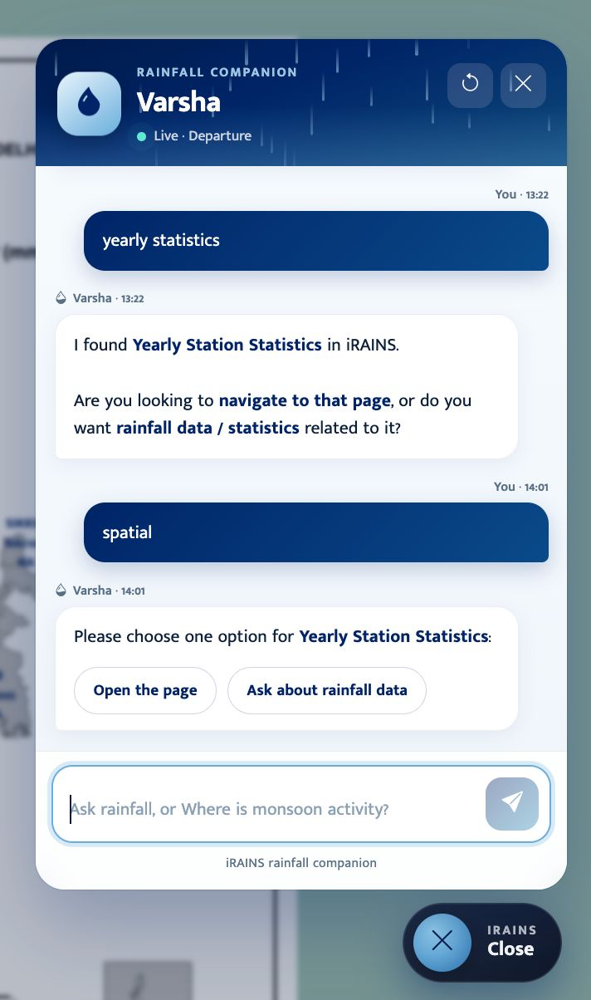 RAINFALL COMPANION
Varsha
Live · Departure
You · 13:22
yearly statistics
Varsha · 13:22
I found Yearly Station Statistics in iRAINS.
Are you looking to navigate to that page, or do you
want rainfall data / statistics related to it?
You · 14:01
spatial
Varsha · 14:01
Please choose one option for Yearly Station Statistics:
Open the page
Ask about rainfall data
Ask rainfall, or Where is monsoon activity?
iRAINS rainfall companion
IRAINS
Close